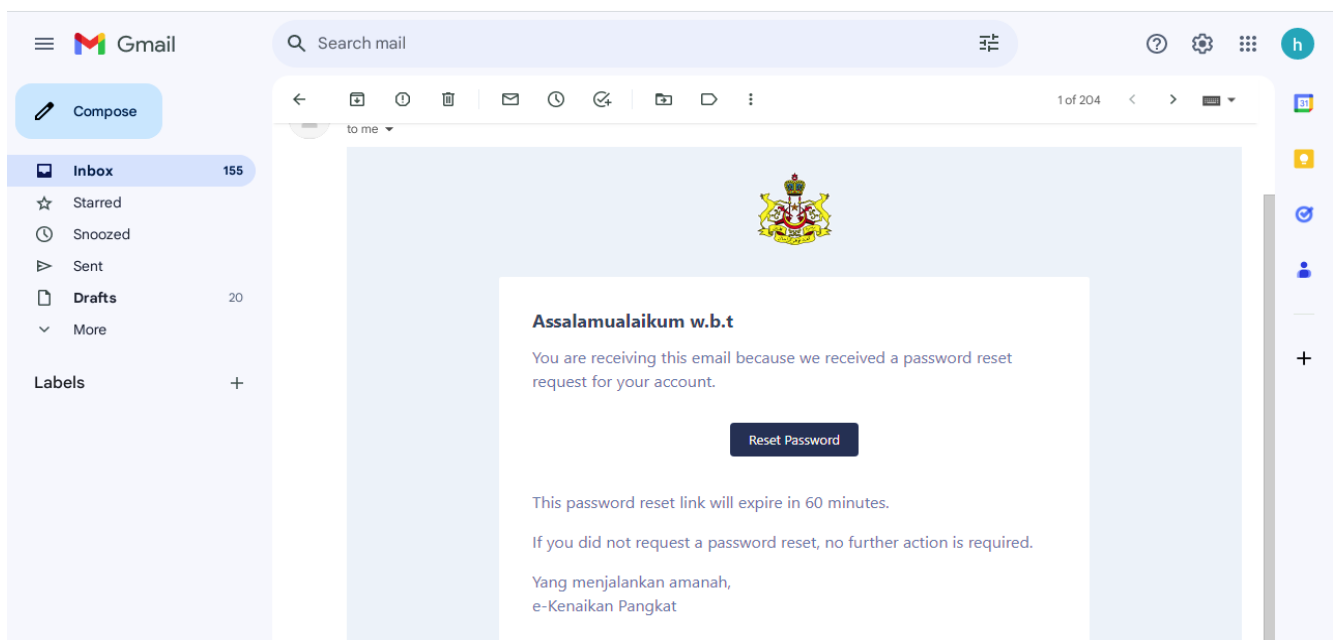 Gmail
Search mail
h
Compose
1 of 204
31
to me
Inbox 155
Starred
Snoozed
Sent
Drafts 20
More
Labels
Assalamualaikum w.b.t
You are receiving this email because we received a password reset
request for your account.
Reset Password
This password reset link will expire in 60 minutes.
If you did not request a password reset, no further action is required.
Yang menjalankan amanah,
e-Kenaikan Pangkat